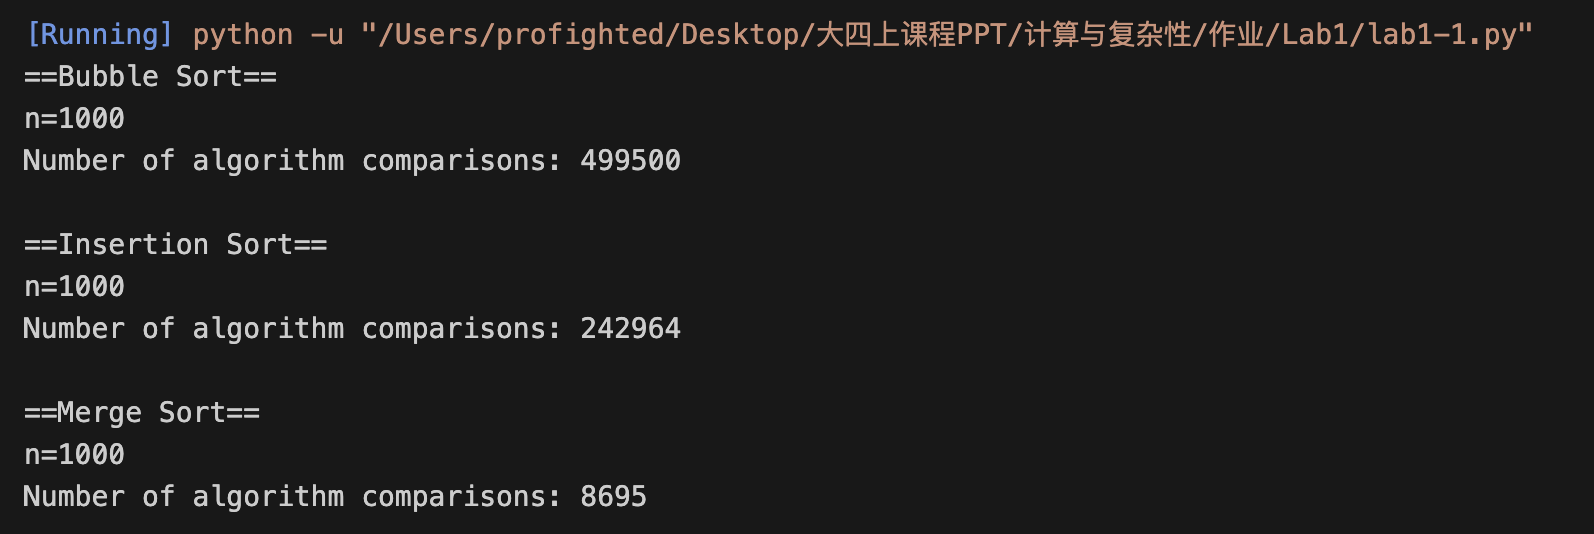 [Running] python -u "/Users/profighted/Desktop/大四上课程PPT/计算与复杂性/作业/Lab1/lab1-1.py"
==Bubble Sort==
n=1000
Number of algorithm comparisons: 499500
==Insertion Sort==
n=1000
Number of algorithm comparisons: 242964
==Merge Sort==
n=1000
Number of algorithm comparisons: 8695